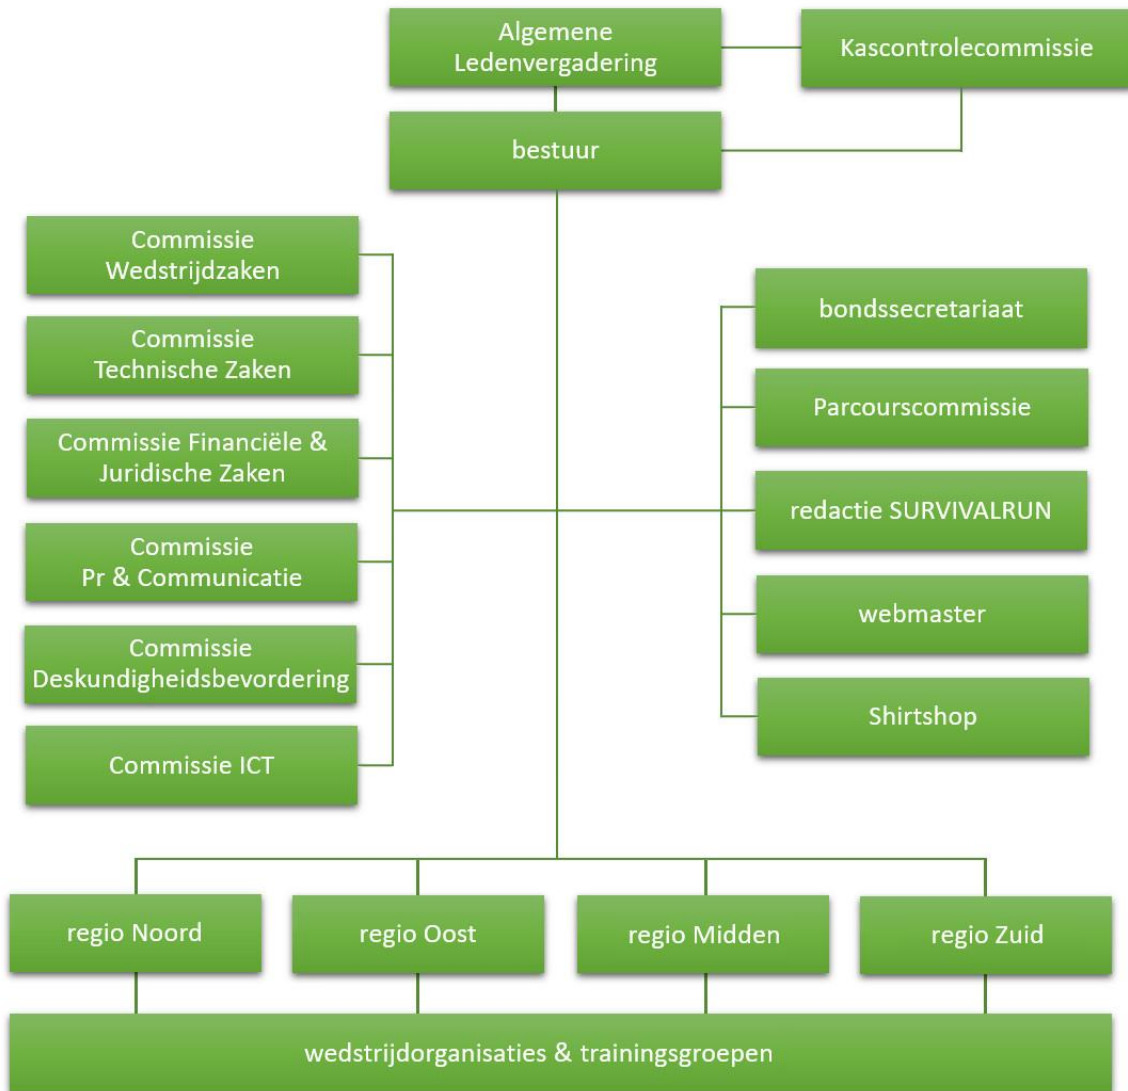 Algemene
Ledenvergadering
Kascontrolecommissie
bestuur
Commissie
Wedstrijdzaken
Commissie
Technische Zaken
Commissie Financiële &
Juridische Zaken
Commissie
Pr & Communicatie
Commissie
Deskundigheidsbevordering
Commissie ICT
bondssecretariaat
Parcourscommissie
redactie SURVIVALRUN
webmaster
Shirtshop
regio Noord
regio Oost
regio Midden
regio Zuid
wedstrijdorganisaties & trainingsgroepen